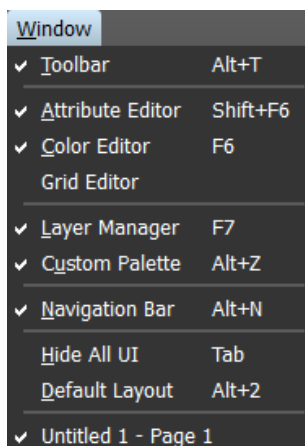 Window
Toolbar Alt+T
Attribute Editor Shift+F6
Color Editor F6
Grid Editor
Layer Manager F7
Custom Palette Alt+Z
Navigation Bar Alt+N
Hide All UI Tab
Default Layout Alt+2
Untitled 1 - Page 1